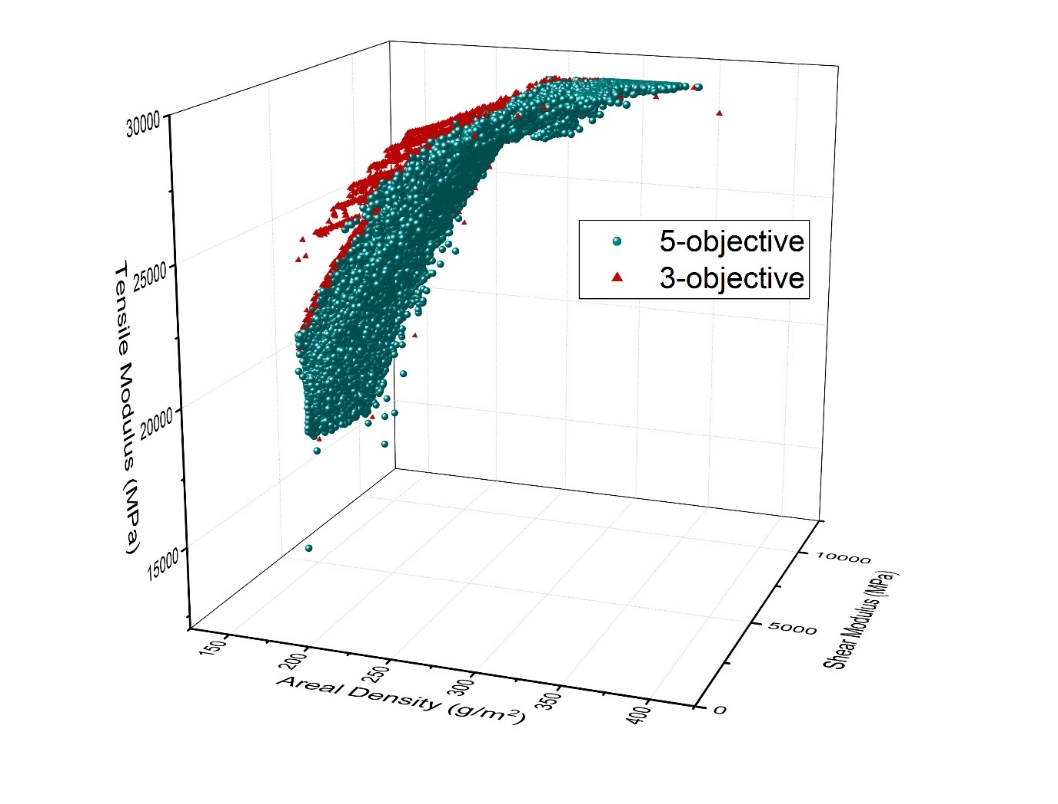 30000
25000
20000
15000
Tensile Modulus (MPa)
5-objective
3-objective
150
200
250
300
350
400
Areal Density (g/m²)
0
5000
10000
Shear Modulus (MPa)